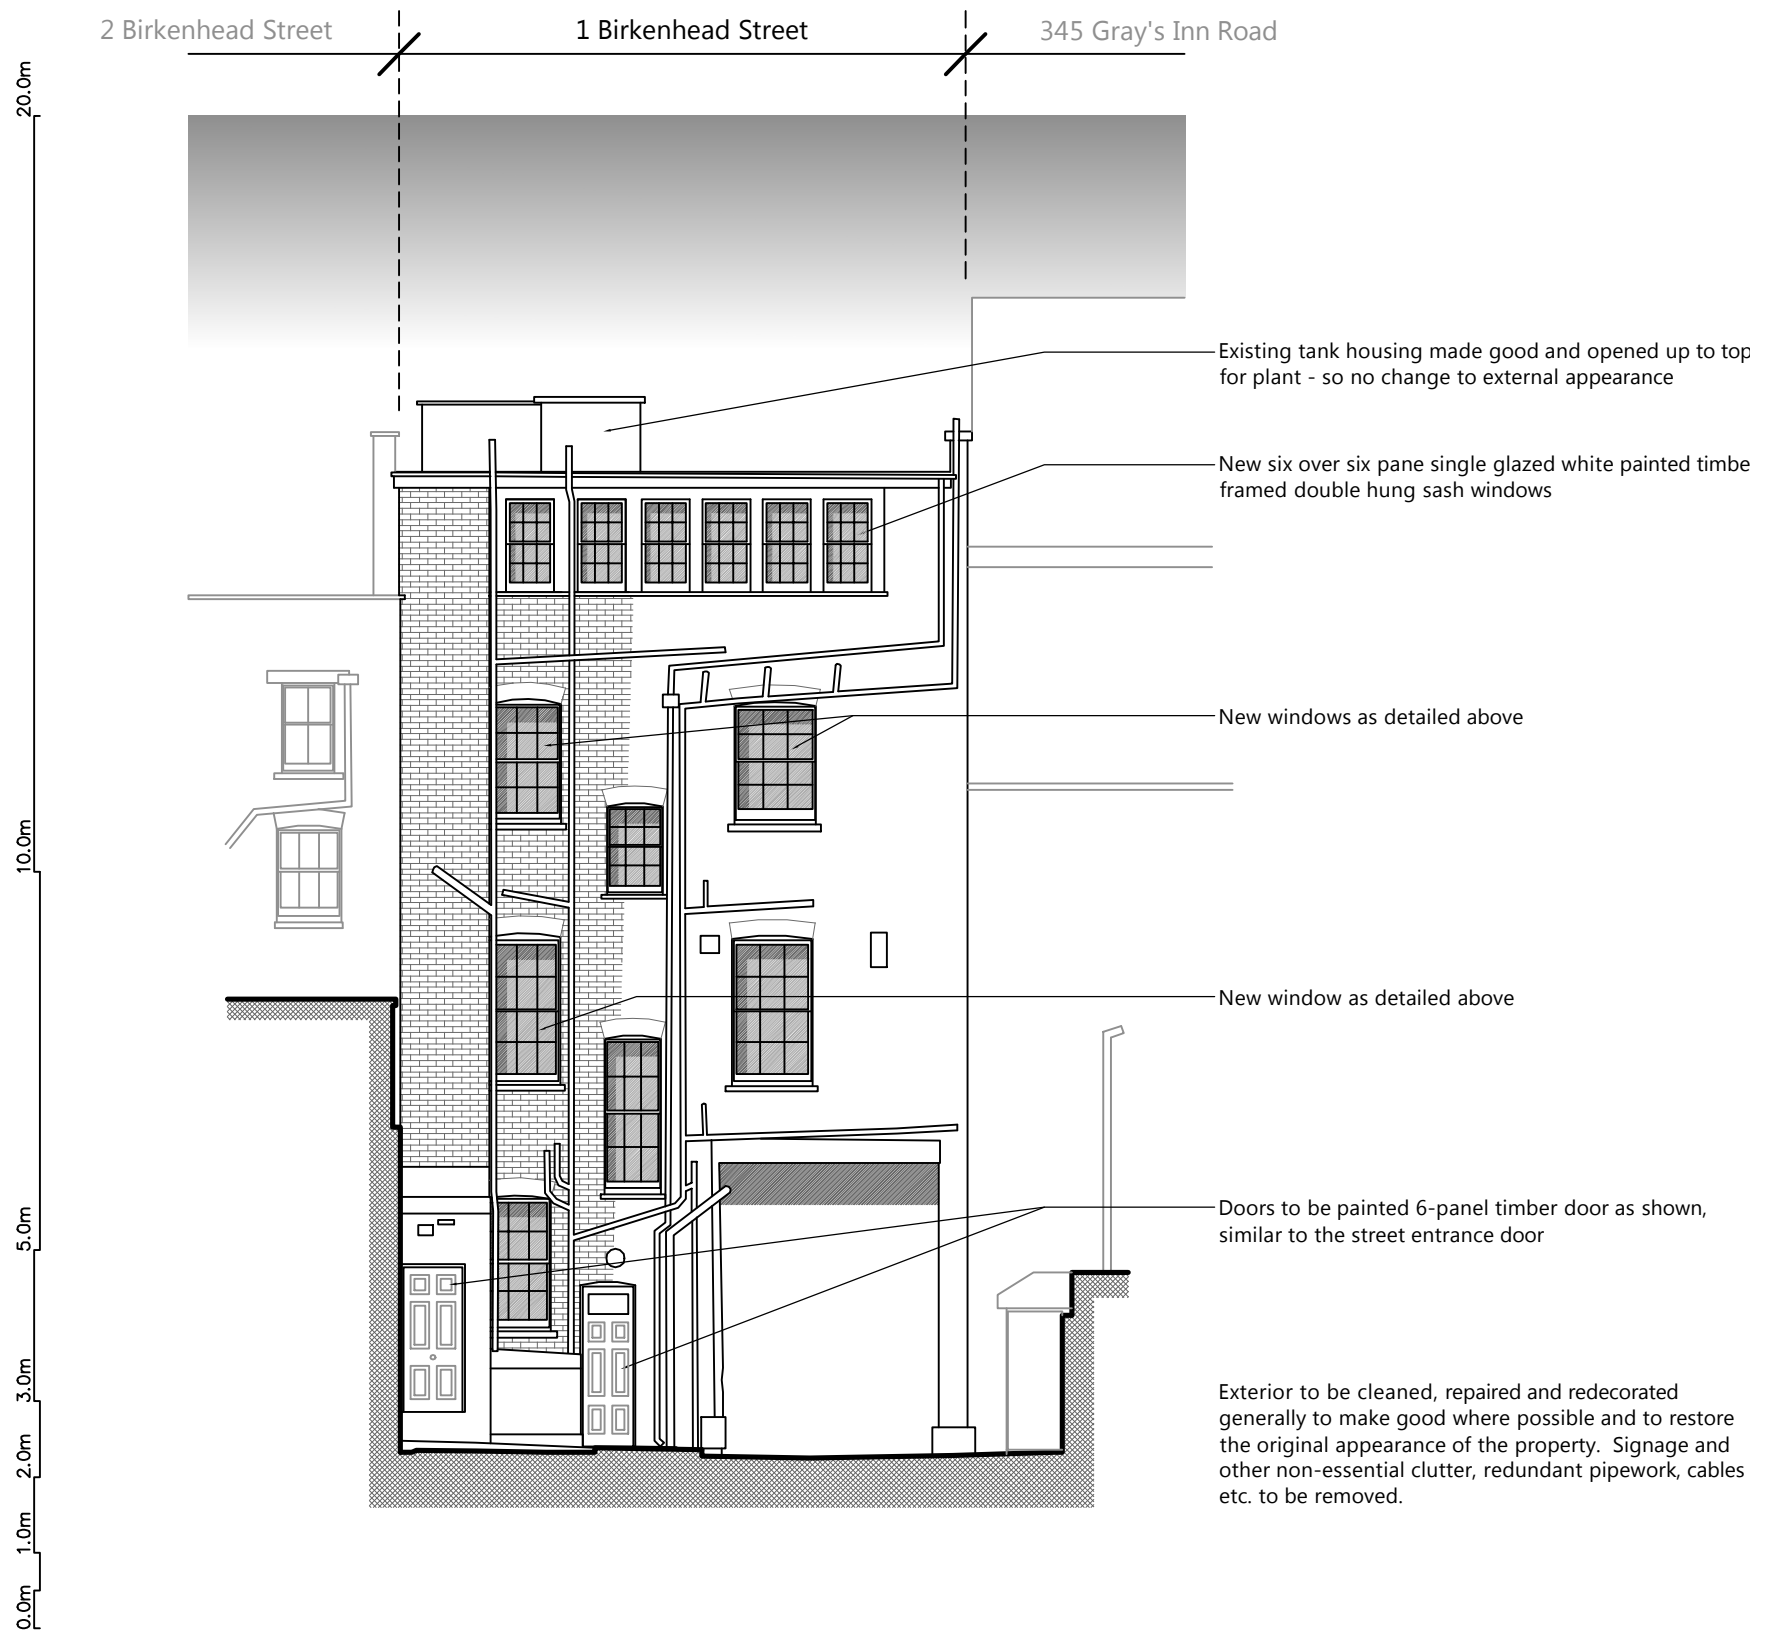 2 Birkenhead Street
1 Birkenhead Street
345 Gray's Inn Road
20.0m
Existing tank housing made good and opened up to top
for plant - so no change to external appearance
New six over six pane single glazed white painted timbe
framed double hung sash windows
New windows as detailed above
10.0m
New window as detailed above
5.0m
Doors to be painted 6-panel timber door as shown,
similar to the street entrance door
3.0m
Exterior to be cleaned, repaired and redecorated
generally to make good where possible and to restore
the original appearance of the property. Signage and
other non-essential clutter, redundant pipework, cables
etc. to be removed.
2.0m
1.0m
0.0m